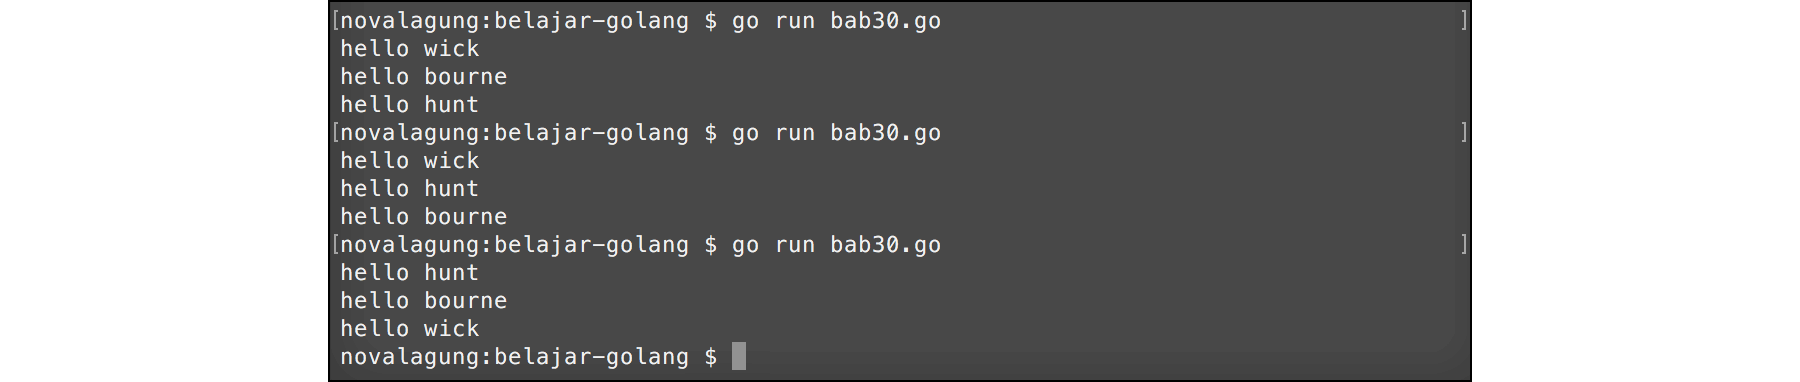 [novalagung:belajar-golang $ go run bab30.go ]
hello wick
hello bourne
hello hunt
[novalagung:belajar-golang $ go run bab30.go ]
hello wick
hello hunt
hello bourne
[novalagung:belajar-golang $ go run bab30.go ]
hello hunt
hello bourne
hello wick
novalagung:belajar-golang $